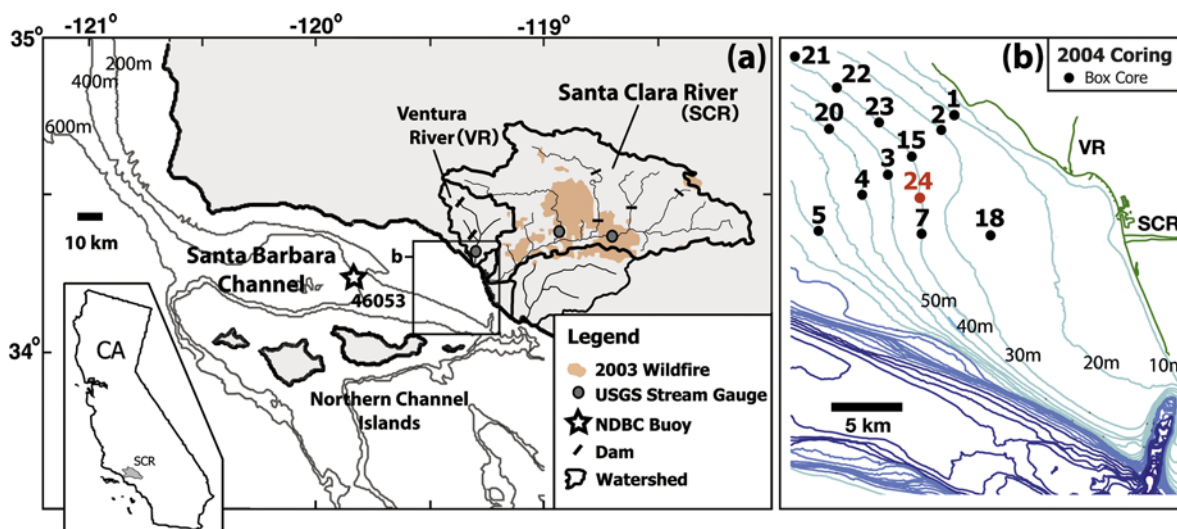 -121°
-120°
-119°
35°
34°
200m
400m
600m
(a)
Santa Clara River
(SCR)
Ventura
River (VR)
10 km
Santa Barbara
Channel
46053
b
Northern Channel
Islands
CA
SCR
Legend
2003 Wildfire
USGS Stream Gauge
NDBC Buoy
Dam
Watershed
(b)
2004 Coring
Box Core
21
22
20
23
1
2
15
3
24
4
5
7
18
VR
SCR
50m
40m
30m
20m
10m
5 km